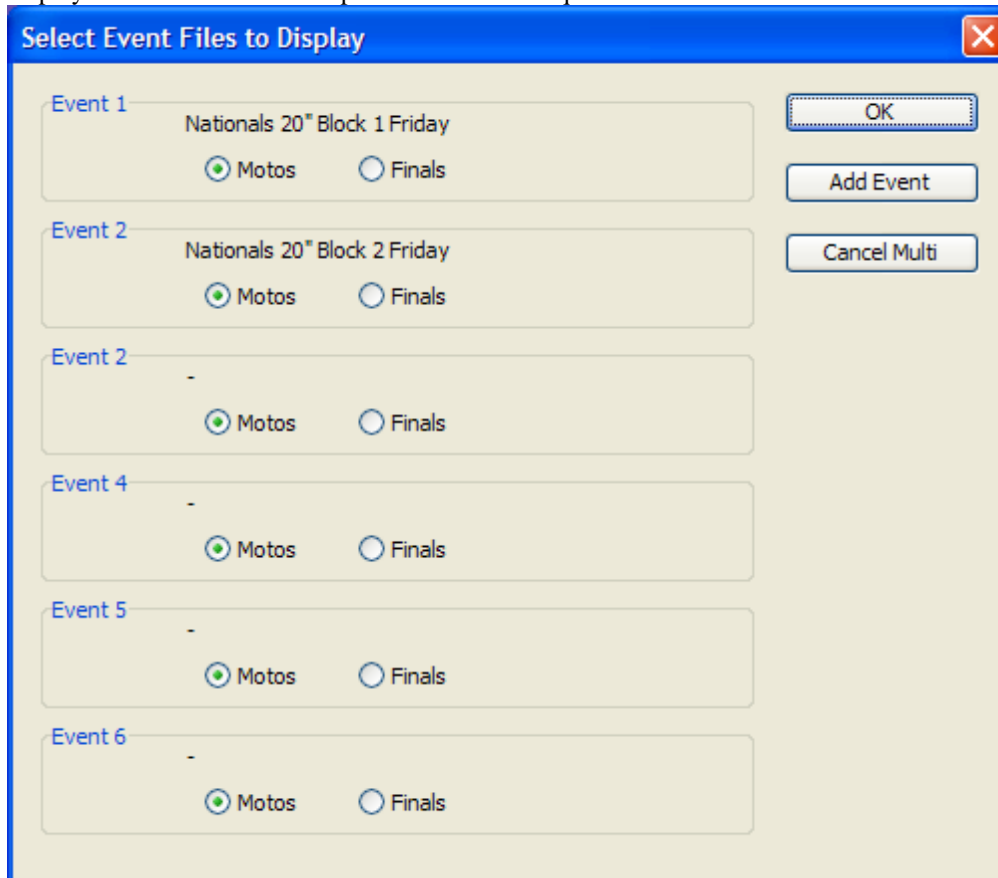 Select Event Files to Display
Event 1
Nationals 20" Block 1 Friday
Motos Finals
Event 2
Nationals 20" Block 2 Friday
Motos Finals
Event 2
-
Motos Finals
Event 4
-
Motos Finals
Event 5
-
Motos Finals
Event 6
-
Motos Finals
OK
Add Event
Cancel Multi